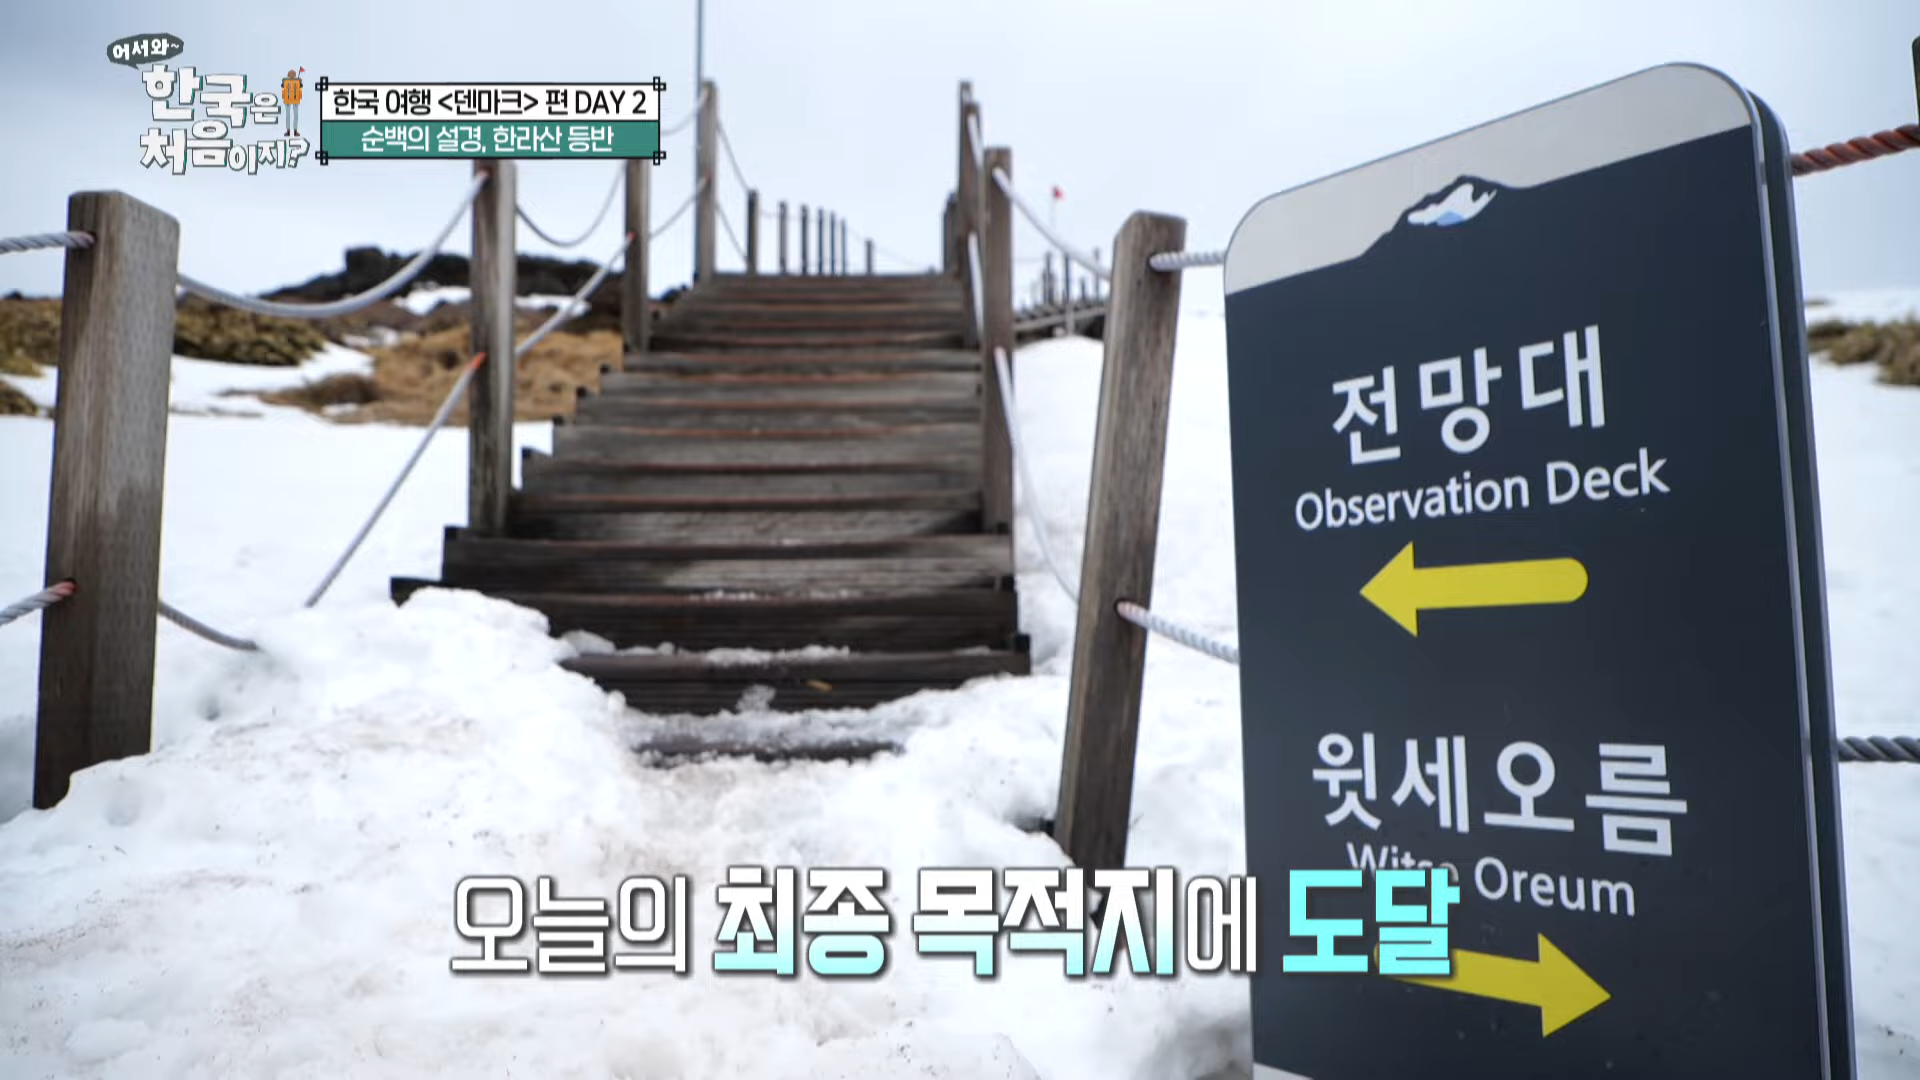 어서와~
한국은
처음이지?
한국 여행 <덴마크> 편 DAY 2
순백의 설경, 한라산 등반
전망대
Observation Deck
윗세오름
Witse Oreum
오늘의 최종 목적지에 도달